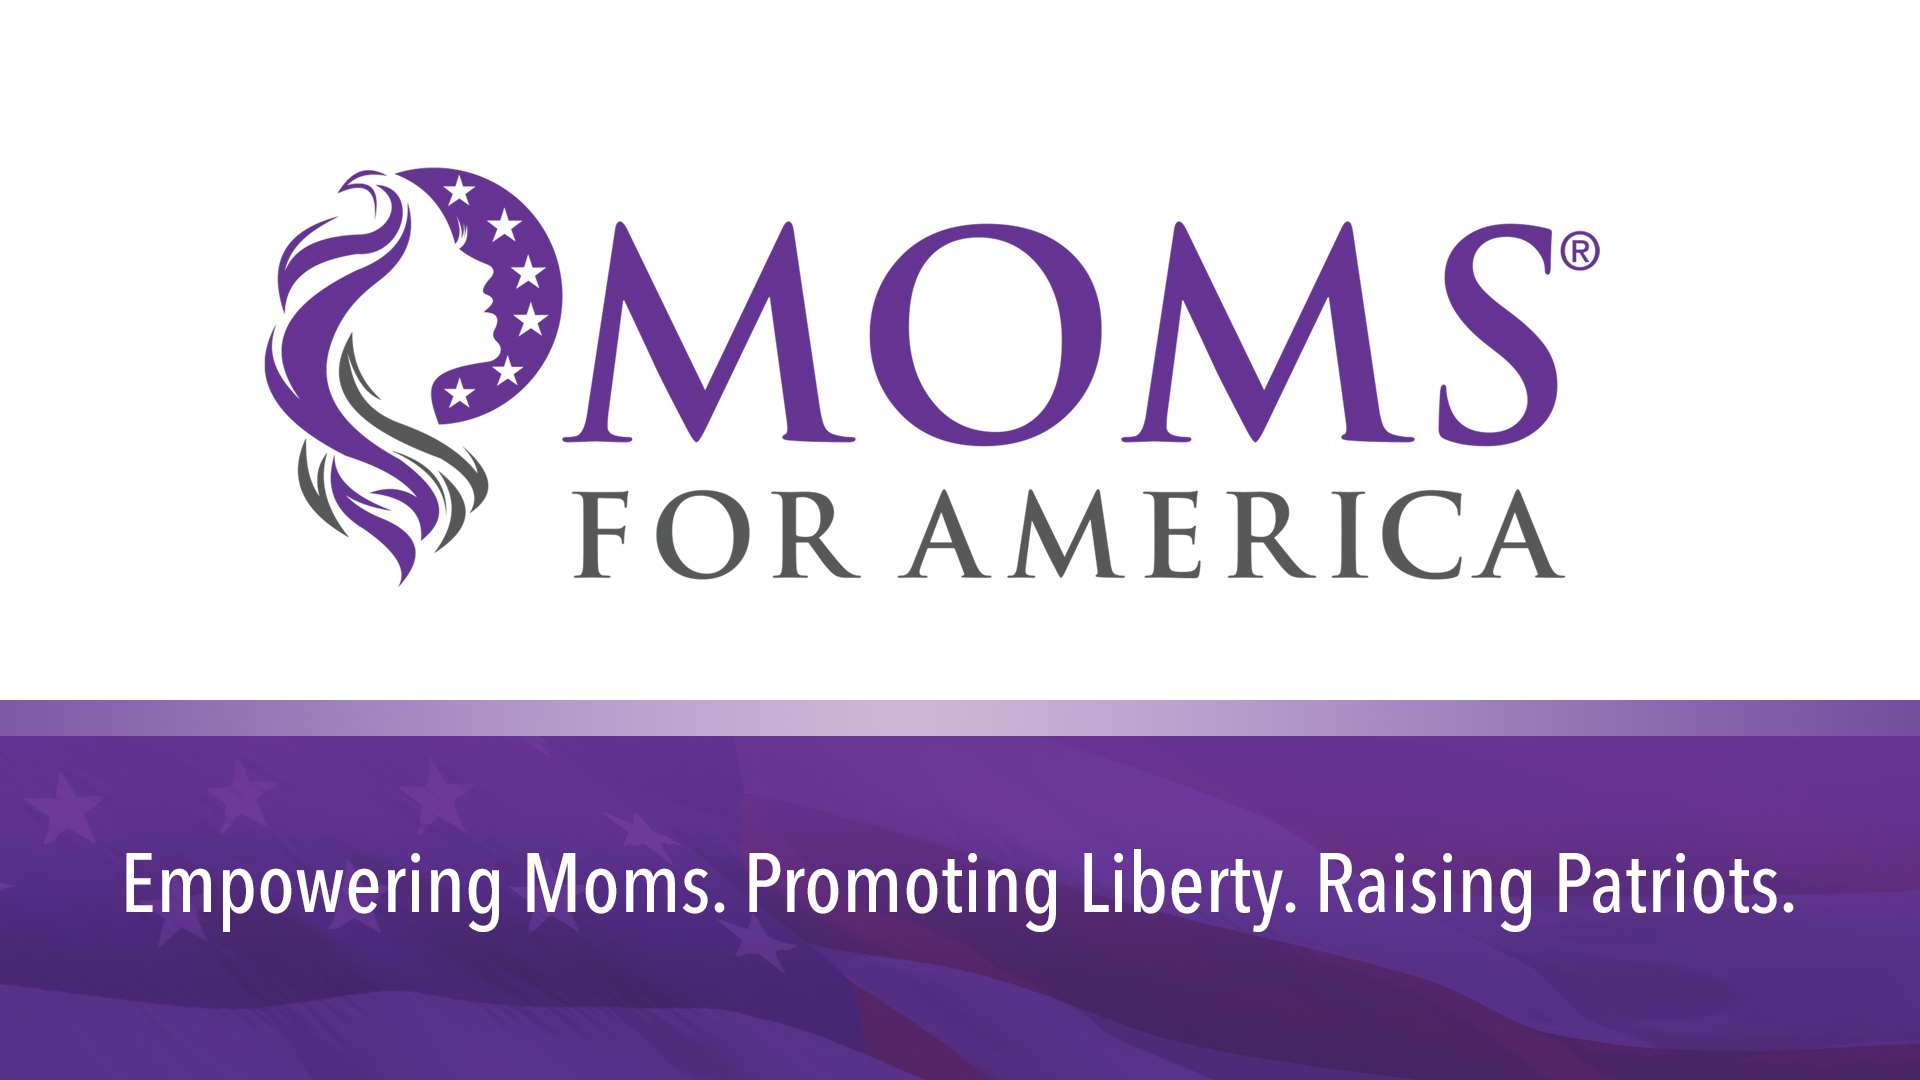 MOMS®
FOR AMERICA
Empowering Moms. Promoting Liberty. Raising Patriots.